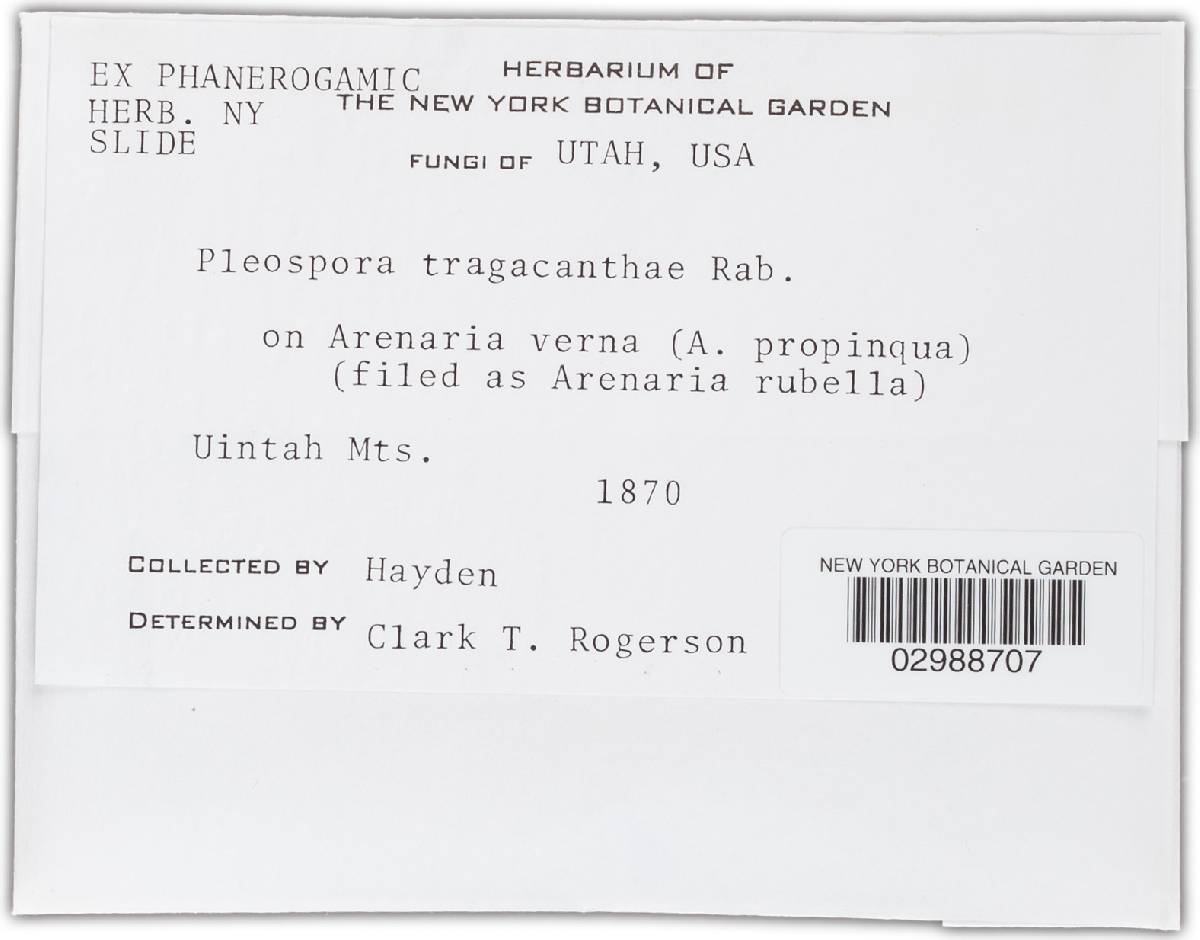 EX PHANEROGAMIC
HERB. NY
SLIDE
HERBARIUM OF
THE NEW YORK BOTANICAL GARDEN
FUNGI OF UTAH, USA
Pleospora tragacanthae Rab.
on Arenaria verna (A. propinqua)
(filed as Arenaria rubella)
Uintah Mts.
1870
COLLECTED BY Hayden
DETERMINED BY Clark T. Rogerson
NEW YORK BOTANICAL GARDEN
02988707